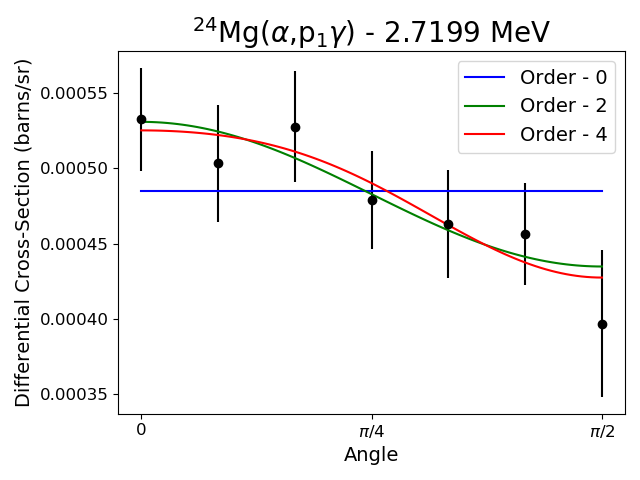 ²⁴Mg(α,p₁γ) - 2.7199 MeV
Differential Cross-Section (barns/sr)
0.00055
0.00050
0.00045
0.00040
0.00035
Order - 0
Order - 2
Order - 4
0
π/4
π/2
Angle